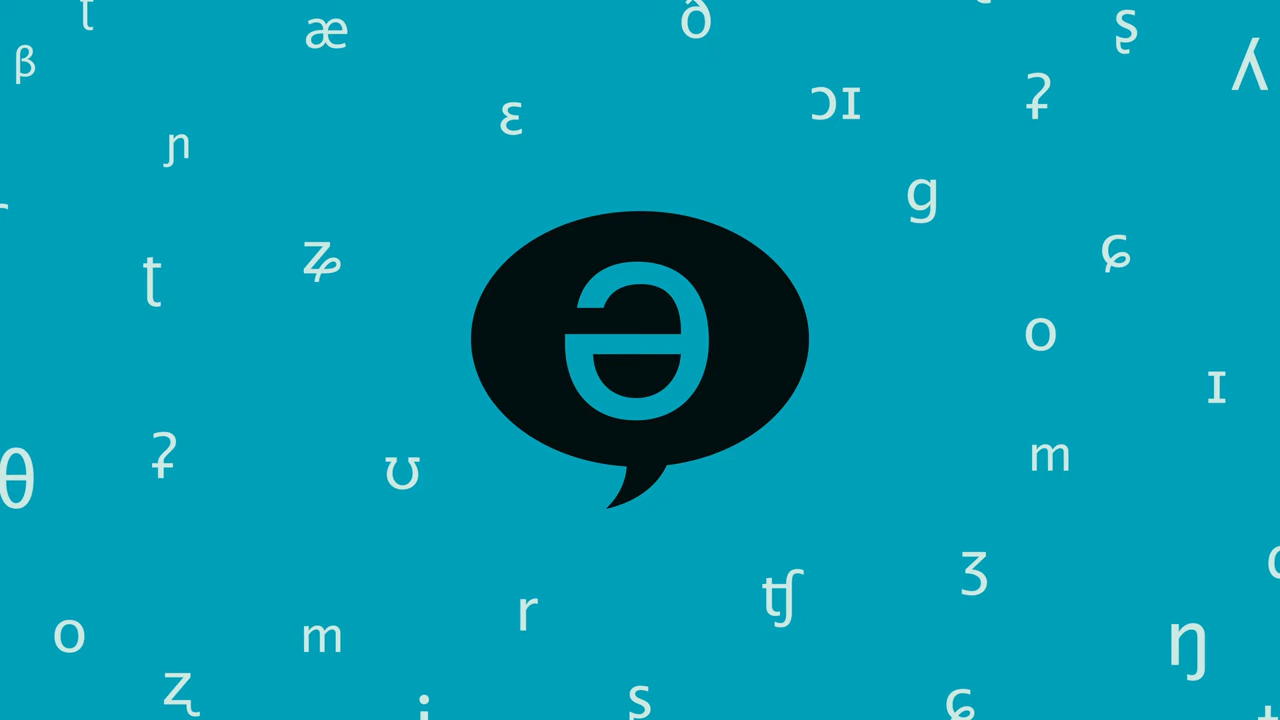 æ
ð
ʂ
β
ɛ
ɔɪ
ʡ
ʎ
ɲ
g
ʑ
ɕ
t
ə
o
ɪ
ʡ
m
θ
ʊ
ʒ
ʧ
r
o
m
ŋ
ʐ